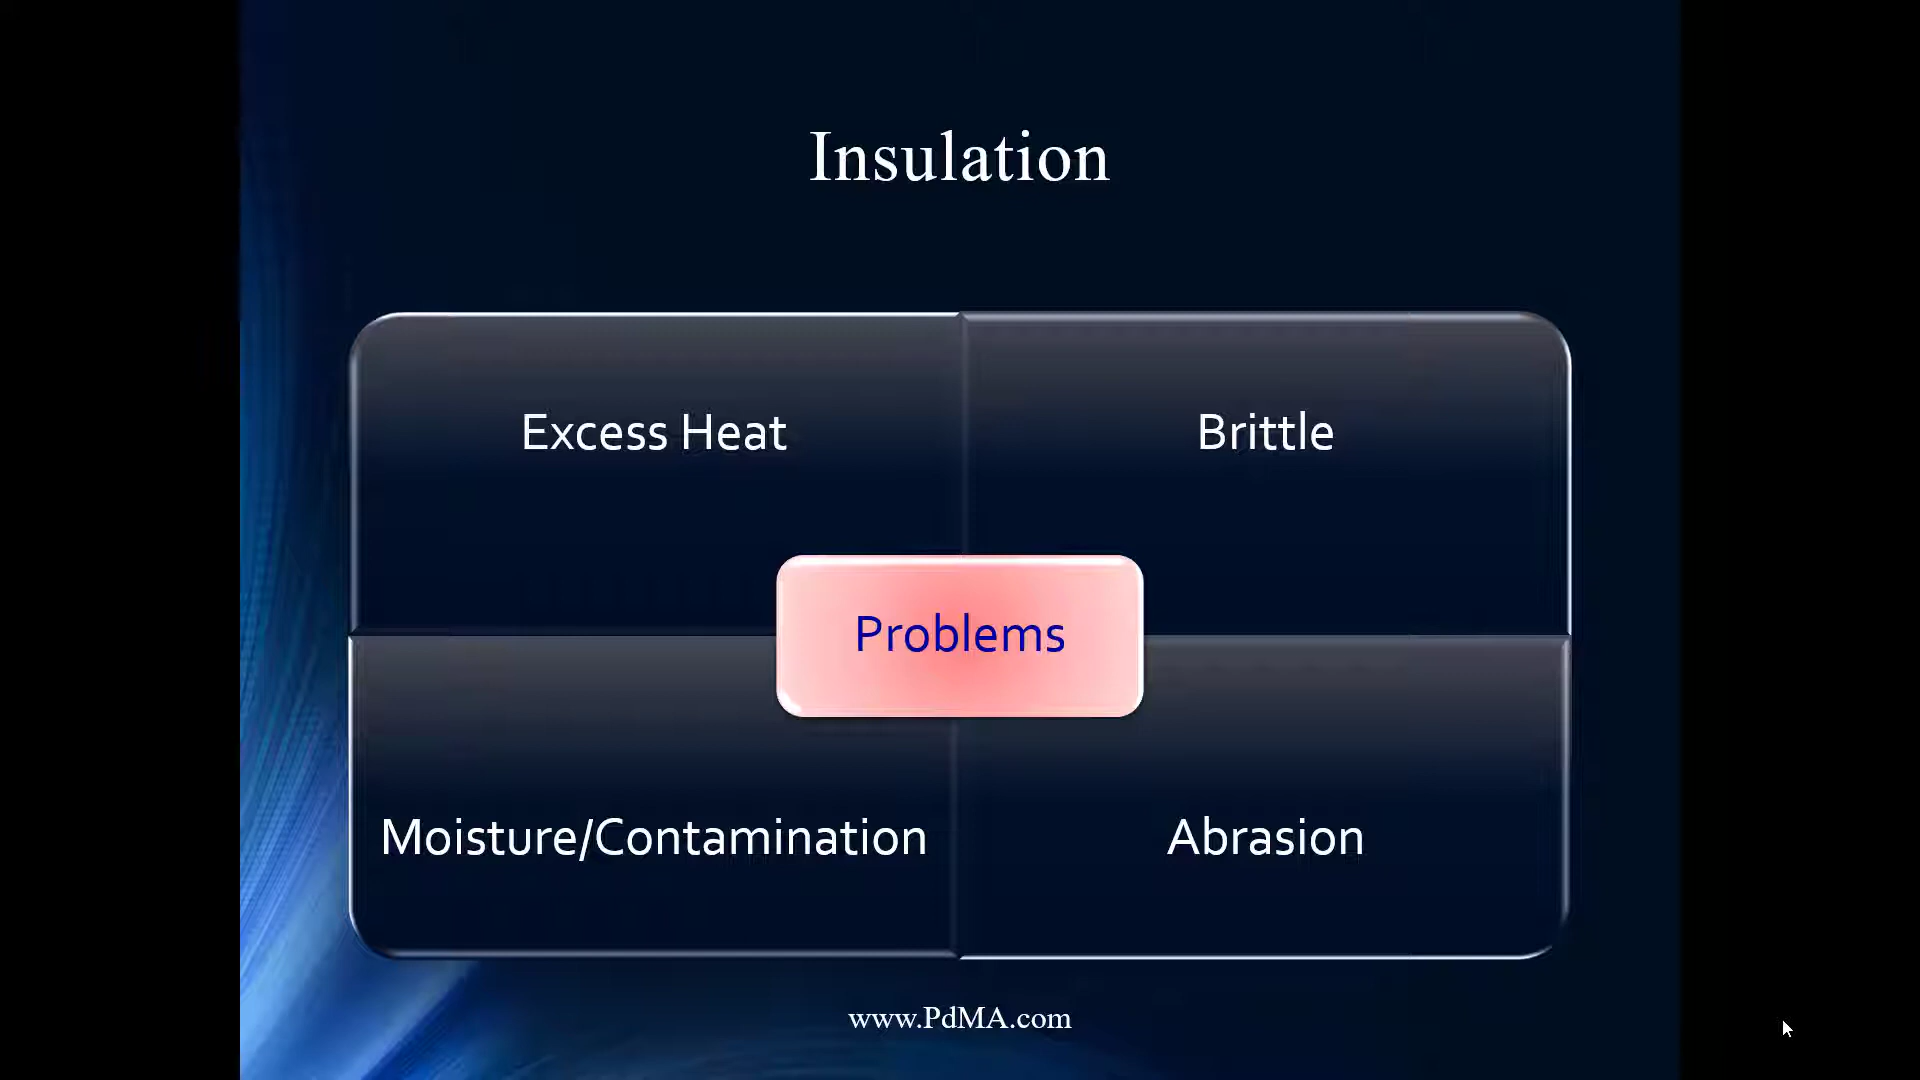 Insulation
Excess Heat
Brittle
Problems
Moisture/Contamination
Abrasion
www.PdMA.com